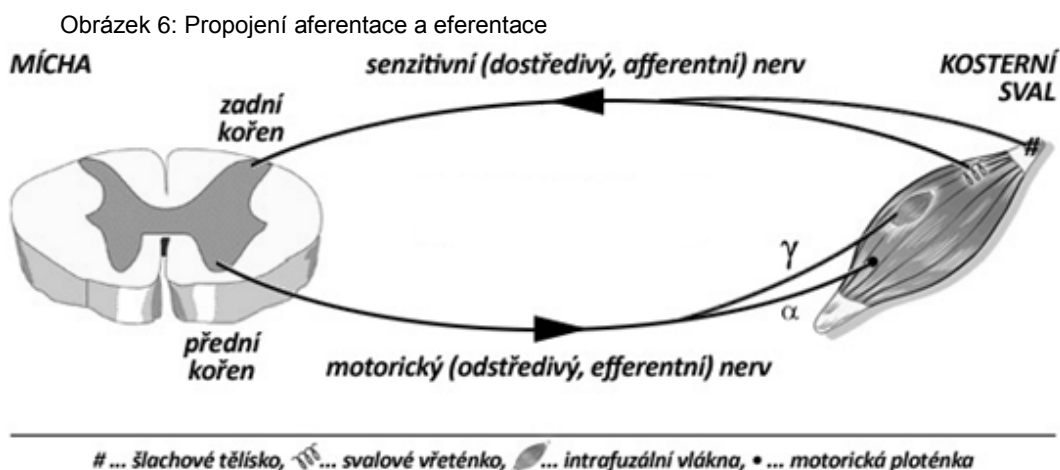 Obrázek 6: Propojení aferentace a eferentace
MÍCHA
senzitivní (dostředivý, afferentní) nerv
KOSTERNÍ
SVAL
zadní
kořen
#
γ
α
přední
kořen
motorický (odstředivý, efferentní) nerv
# ... šlachové tělísko, ... svalové vřeténko, ... intrafuzální vlákna, • ... motorická ploténka